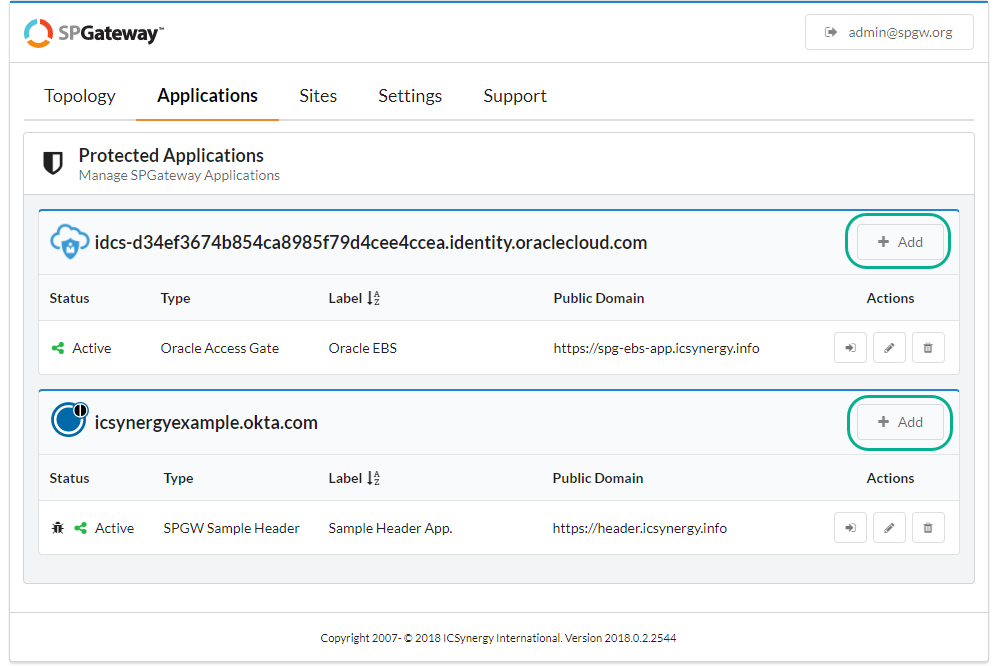 SPGateway™ admin@spgw.org
Topology Applications Sites Settings Support
Protected Applications
Manage SPGateway Applications
idcs-d34ef3674b854ca8985f79d4cee4ccea.identity.oraclecloud.com Add
Status Type Label Public Domain Actions
Active Oracle Access Gate Oracle EBS https://spg-ebs-app.icsynergy.info
icsynergyexample.okta.com Add
Status Type Label Public Domain Actions
Active SPGW Sample Header Sample Header App. https://header.icsynergy.info
Copyright 2007- © 2018 ICSynergy International. Version 2018.0.2.2544